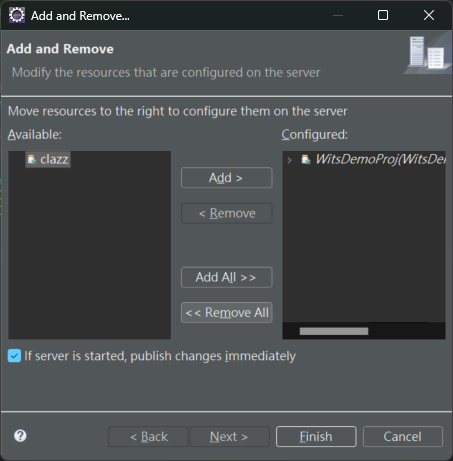 Add and Remove...
Add and Remove
Modify the resources that are configured on the server
Move resources to the right to configure them on the server
Available:
Configured:
clazz
WitsDemoProj(WitsDe
Add >
< Remove
Add All >>
<< Remove All
If server is started, publish changes immediately
?
< Back
Next >
Finish
Cancel